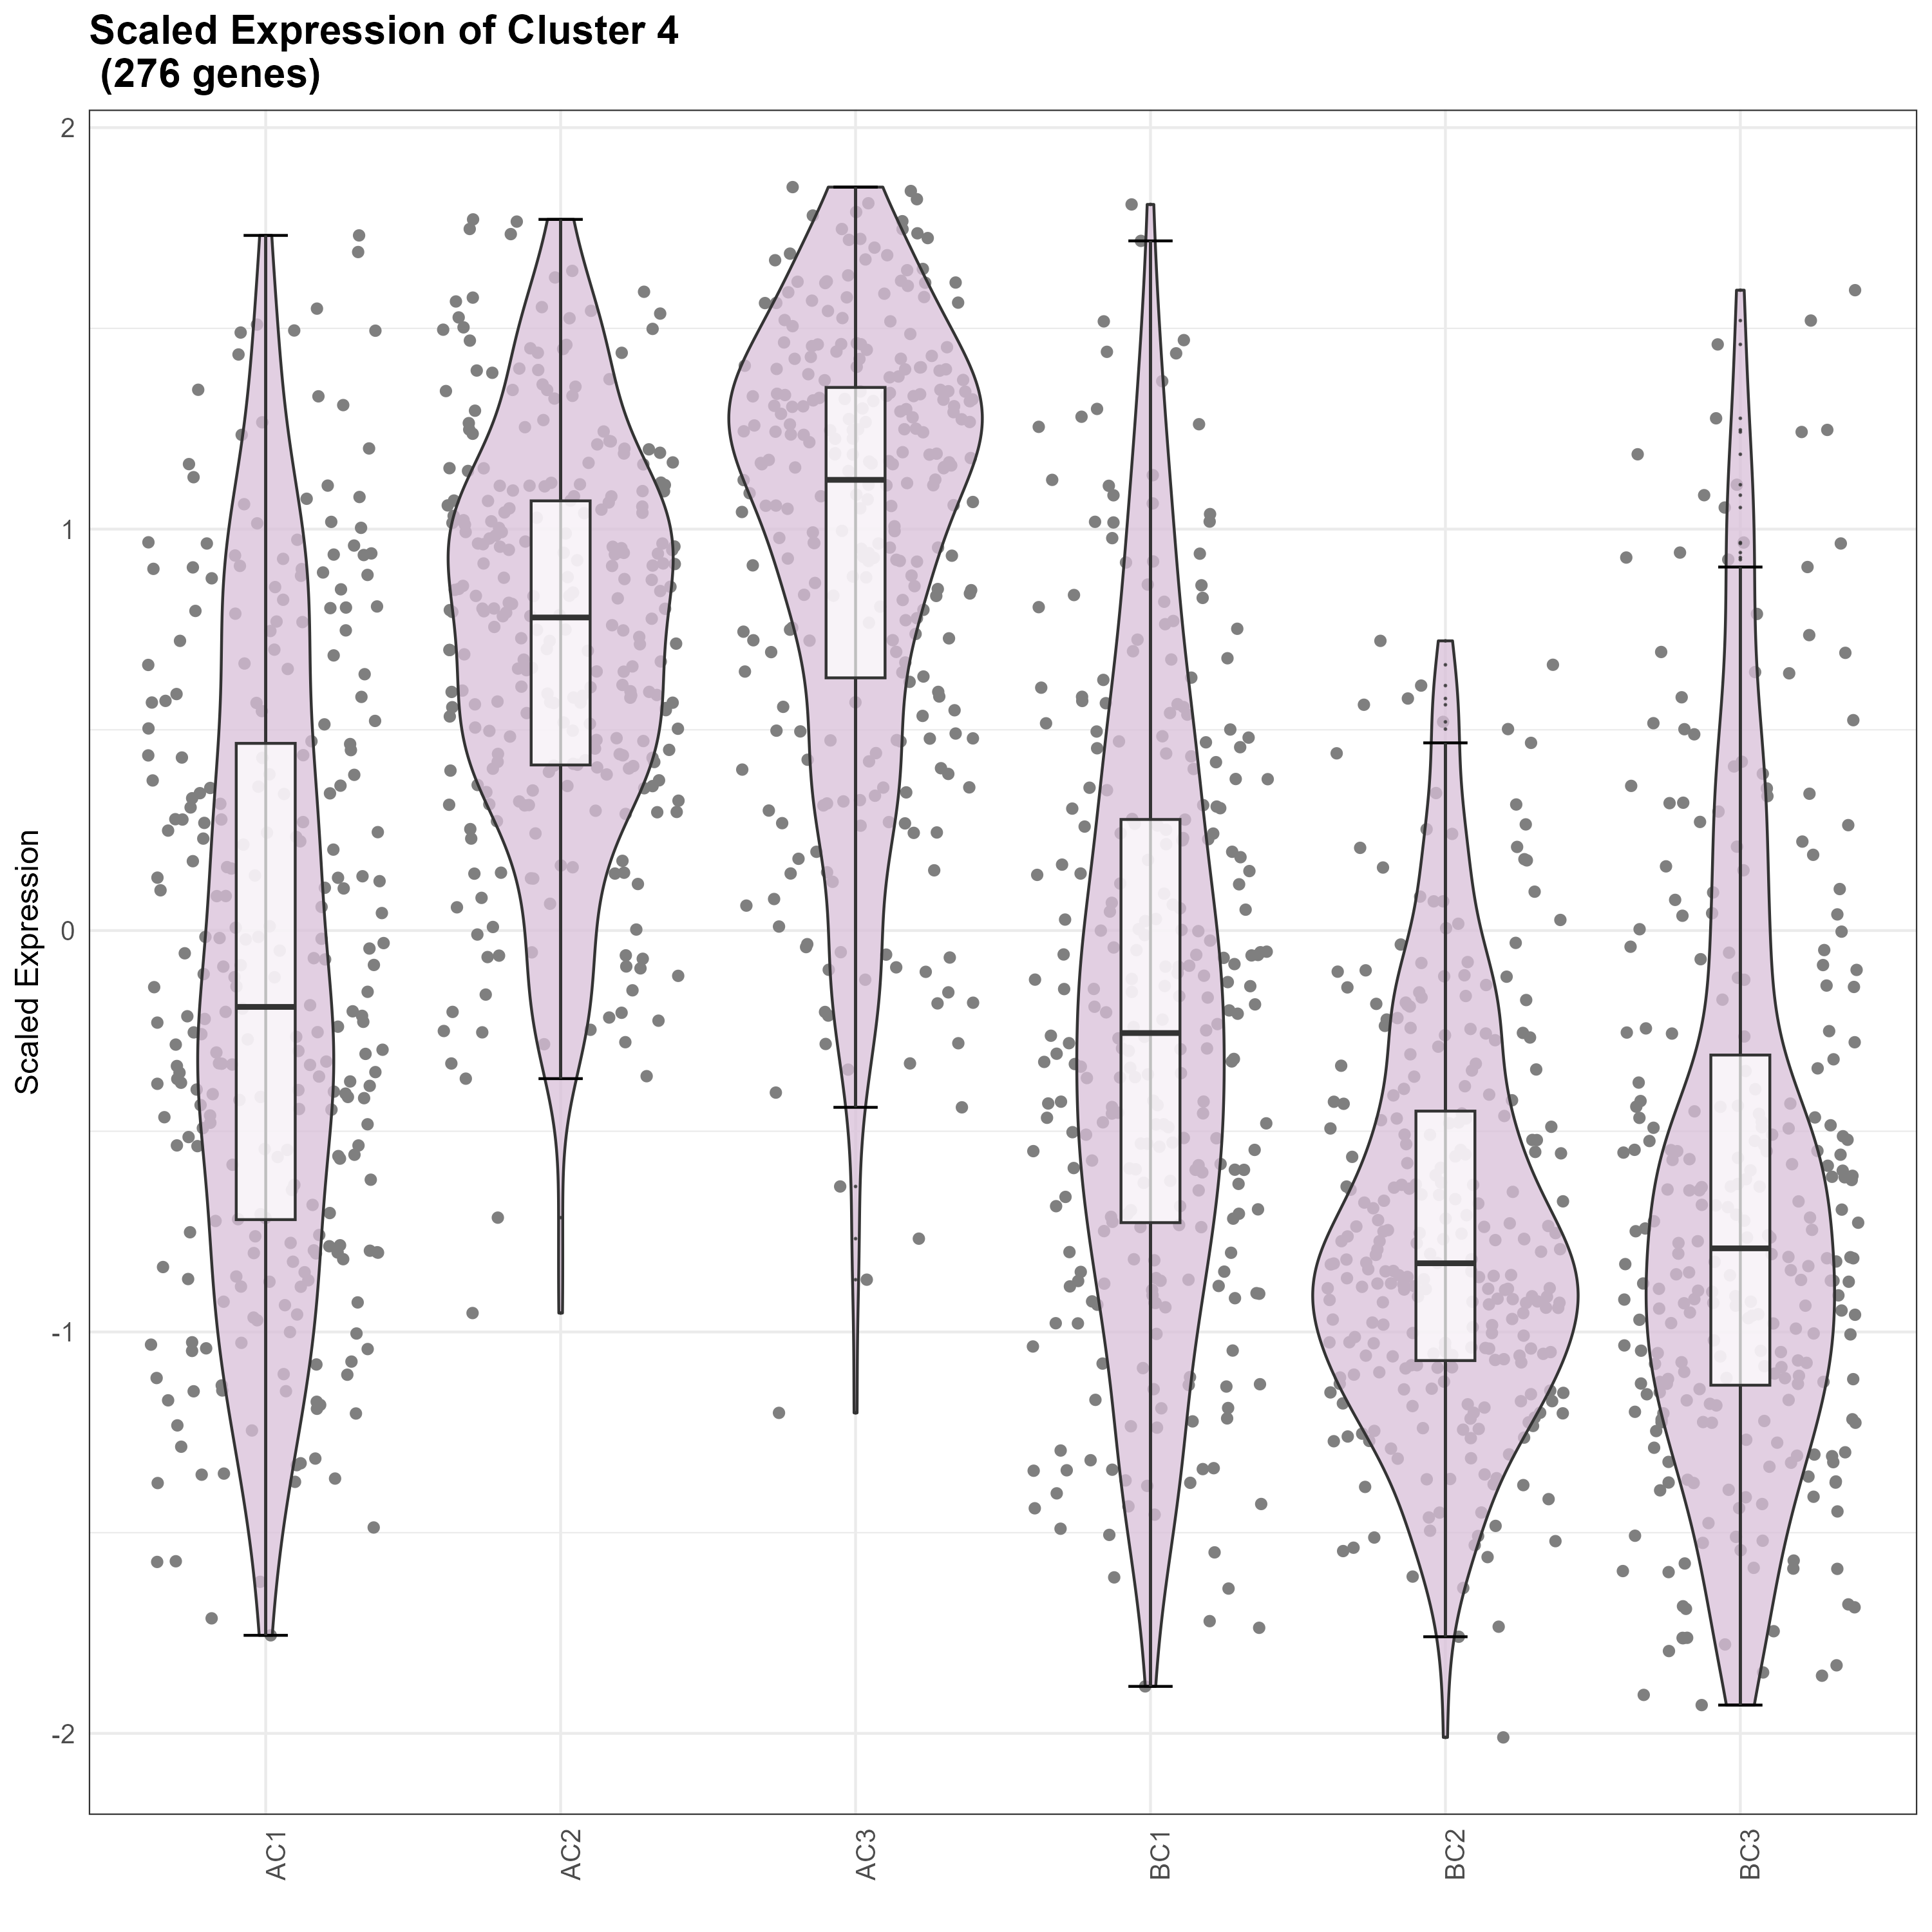 Scaled Expression of Cluster 4
(276 genes)
2
1
0
-1
-2
Scaled Expression
AC1
AC2
AC3
BC1
BC2
BC3